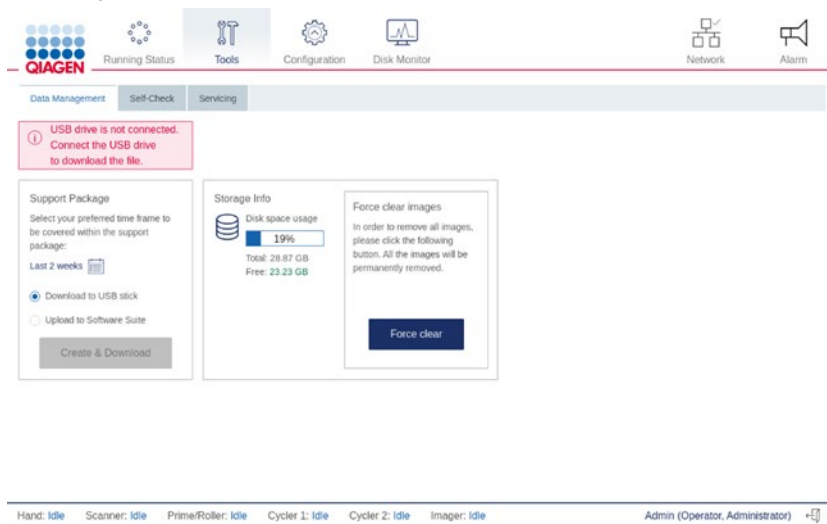 QIAGEN
Running Status
Tools
Configuration
Disk Monitor
Network
Alarm
Data Management
Self-Check
Servicing
USB drive is not connected.
Connect the USB drive
to download the file.
Support Package
Select your preferred time frame to
be covered within the support
package:
Last 2 weeks
Download to USB stick
Upload to Software Suite
Create & Download
Storage Info
Disk space usage
19%
Total: 28.87 GB
Free: 23.23 GB
Force clear images
In order to remove all images,
please click the following
button. All the images will be
permanently removed.
Force clear
Hand: Idle
Scanner: Idle
Prime/Roller: Idle
Cycler 1: Idle
Cycler 2: Idle
Imager: Idle
Admin (Operator, Administrator)